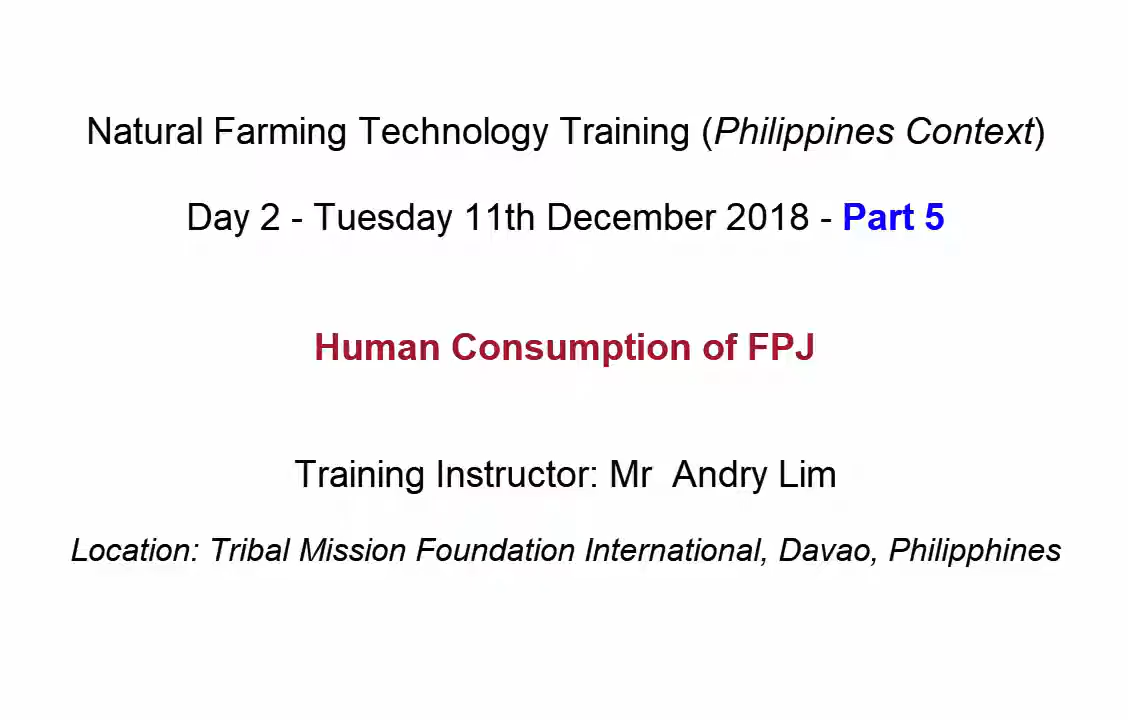 Natural Farming Technology Training (Philippines Context)
Day 2 - Tuesday 11th December 2018 - Part 5
Human Consumption of FPJ
Training Instructor: Mr  Andry Lim
Location: Tribal Mission Foundation International, Davao, Philipphines